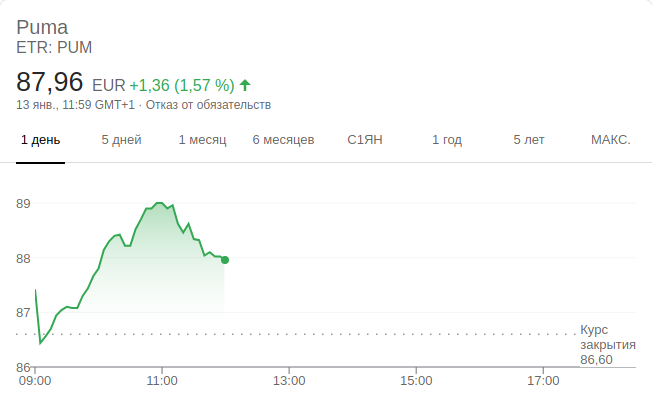 Puma
ETR: PUM
87,96 EUR +1,36 (1,57 %)
13 янв., 11:59 GMT+1 · Отказ от обязательств
1 день 5 дней 1 месяц 6 месяцев С1ЯН 1 год 5 лет МАКС.
89
88
87
86
Курс
закрытия
86,60
09:00 11:00 13:00 15:00 17:00